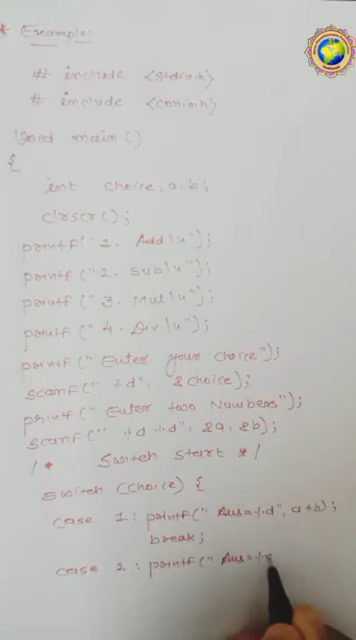 * Example:
# include <stdio.h>
# include <conio.h>
Void main()
{
int choice, a, b;
clrscr();
printf("1. Add\n");
printf("2. Sub\n");
printf("3. Mul\n");
printf("4. Div\n");
printf("Enter your choice");
scanf("%d", &choice);
printf("Enter two Numbers");
scanf("%d %d", &a, &b);
/* Switch start */
switch (choice) {
case 1: printf("Aus=%d", a+b);
break;
case 2: printf("Aus=%